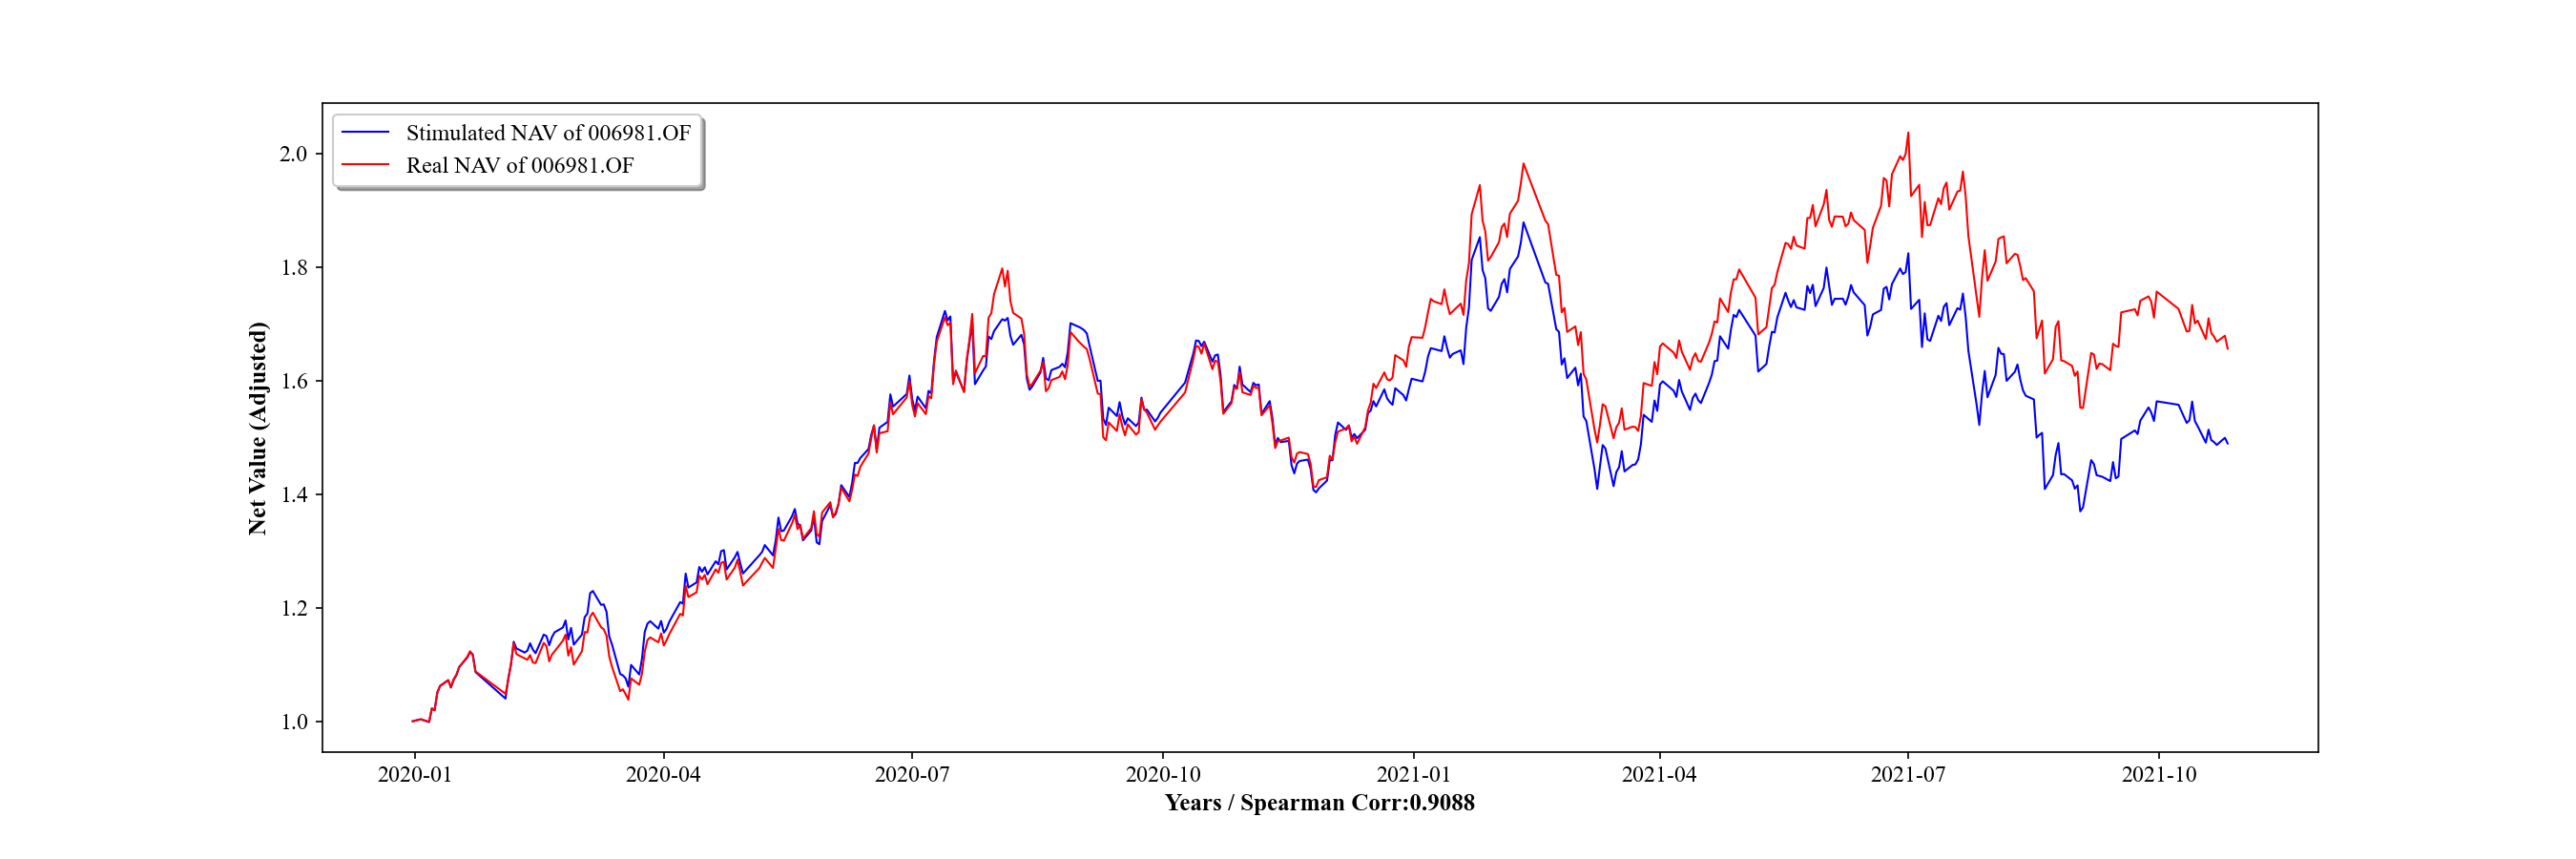 Stimulated NAV of 006981.OF
Real NAV of 006981.OF
2.0
1.8
1.6
1.4
1.2
1.0
Net Value (Adjusted)
2020-01 2020-04 2020-07 2020-10 2021-01 2021-04 2021-07 2021-10
Years / Spearman Corr:0.9088